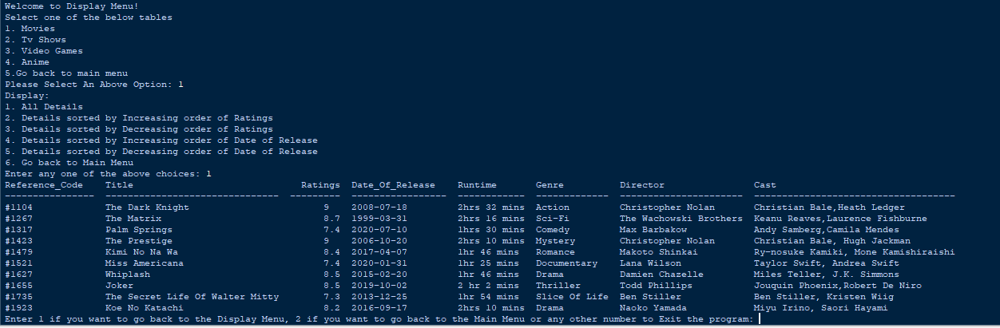 Welcome to Display Menu!
Select one of the below tables
1. Movies
2. Tv Shows
3. Video Games
4. Anime
5.Go back to main menu
Please Select An Above Option: 1
Display:
1. All Details
2. Details sorted by Increasing order of Ratings
3. Details sorted by Decreasing order of Ratings
4. Details sorted by Increasing order of Date of Release
5. Details sorted by Decreasing order of Date of Release
6. Go back to Main Menu
Enter any one of the above choices: 1
Reference_Code    Title                              Ratings  Date_Of_Release    Runtime       Genre          Director                Cast
----------------  -------------------------------  ---------  -----------------  ------------  -------------  ----------------------  ------------------------------------
#1104             The Dark Knight                        9    2008-07-18         2hrs 32 mins  Action         Christopher Nolan       Christian Bale,Heath Ledger
#1267             The Matrix                             8.7  1999-03-31         2hrs 16 mins  Sci-Fi         The Wachowski Brothers  Keanu Reaves,Laurence Fishburne
#1317             Palm Springs                           7.4  2020-07-10         1hrs 30 mins  Comedy         Max Barbakow            Andy Samberg,Camila Mendes
#1423             The Prestige                           9    2006-10-20         2hrs 10 mins  Mystery        Christopher Nolan       Christian Bale, Hugh Jackman
#1479             Kimi No Na Wa                          8.4  2017-04-07         1hr 46 mins   Romance        Makoto Shinkai          Ry-nosuke Kamiki, Mone Kamishiraishi
#1521             Miss Americana                         7.4  2020-01-31         1hr 25 mins   Documentary    Lana Wilson             Taylor Swift, Andrea Swift
#1627             Whiplash                               8.5  2015-02-20         1hr 46 mins   Drama          Damien Chazelle         Miles Teller, J.K. Simmons
#1655             Joker                                  8.5  2019-10-02         2 hr 2 mins   Thriller       Todd Phillips           Jouquin Phoenix,Robert De Niro
#1735             The Secret Life Of Walter Mitty        7.3  2013-12-25         1hr 54 mins   Slice Of Life  Ben Stiller             Ben Stiller, Kristen Wiig
#1923             Koe No Katachi                         8.2  2016-09-17         2hrs 10 mins  Drama          Naoko Yamada            Miyu Irino, Saori Hayami
Enter 1 if you want to go back to the Display Menu, 2 if you want to go back to the Main Menu or any other number to Exit the program: